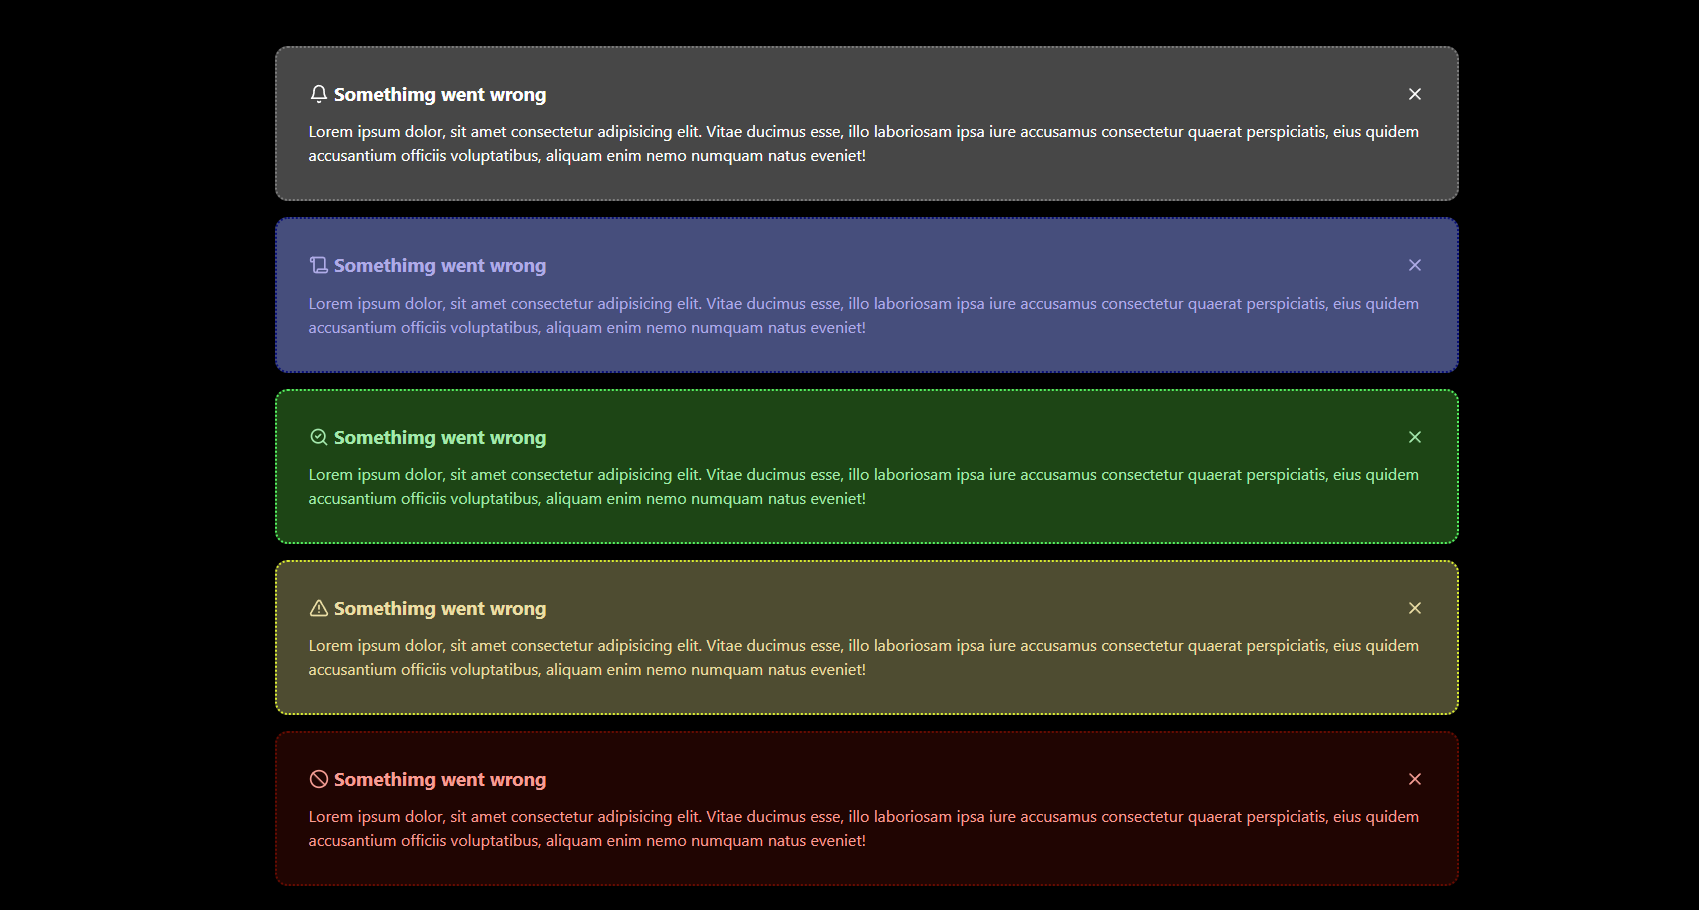 Somethimg went wrong
Lorem ipsum dolor, sit amet consectetur adipisicing elit. Vitae ducimus esse, illo laboriosam ipsa iure accusamus consectetur quaerat perspiciatis, eius quidem
accusantium officiis voluptatibus, aliquam enim nemo numquam natus eveniet!
Somethimg went wrong
Lorem ipsum dolor, sit amet consectetur adipisicing elit. Vitae ducimus esse, illo laboriosam ipsa iure accusamus consectetur quaerat perspiciatis, eius quidem
accusantium officiis voluptatibus, aliquam enim nemo numquam natus eveniet!
Somethimg went wrong
Lorem ipsum dolor, sit amet consectetur adipisicing elit. Vitae ducimus esse, illo laboriosam ipsa iure accusamus consectetur quaerat perspiciatis, eius quidem
accusantium officiis voluptatibus, aliquam enim nemo numquam natus eveniet!
Somethimg went wrong
Lorem ipsum dolor, sit amet consectetur adipisicing elit. Vitae ducimus esse, illo laboriosam ipsa iure accusamus consectetur quaerat perspiciatis, eius quidem
accusantium officiis voluptatibus, aliquam enim nemo numquam natus eveniet!
Somethimg went wrong
Lorem ipsum dolor, sit amet consectetur adipisicing elit. Vitae ducimus esse, illo laboriosam ipsa iure accusamus consectetur quaerat perspiciatis, eius quidem
accusantium officiis voluptatibus, aliquam enim nemo numquam natus eveniet!